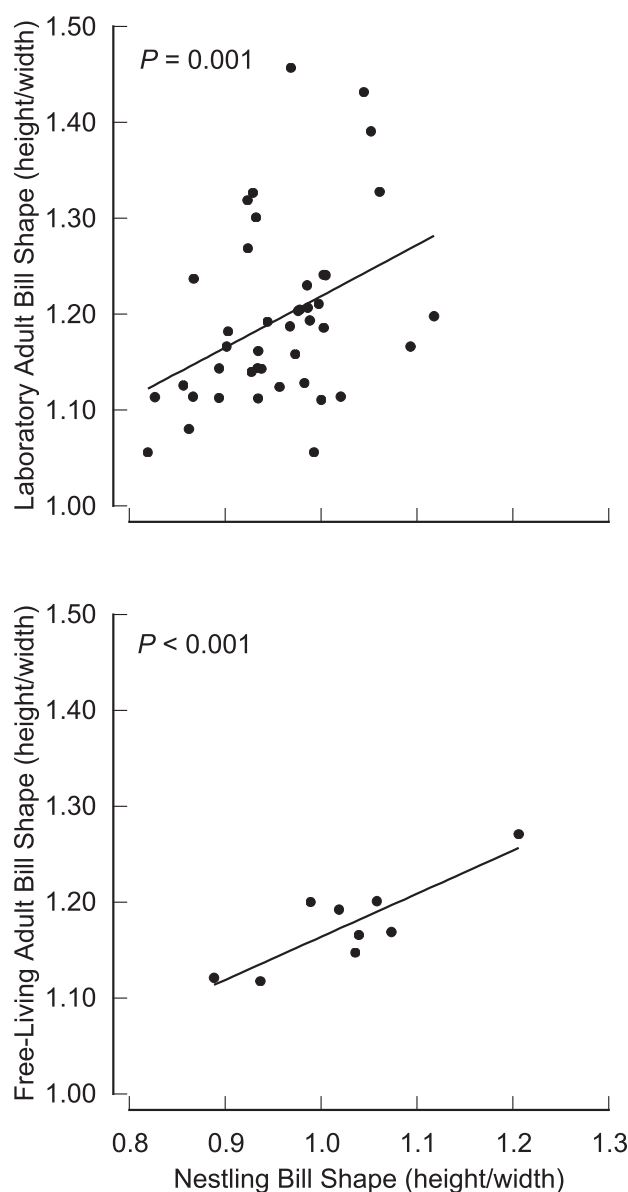 Laboratory Adult Bill Shape (height/width)
1.50
1.40
1.30
1.20
1.10
1.00
P = 0.001
Free-Living Adult Bill Shape (height/width)
1.50
1.40
1.30
1.20
1.10
1.00
P < 0.001
0.8 0.9 1.0 1.1 1.2 1.3
Nestling Bill Shape (height/width)